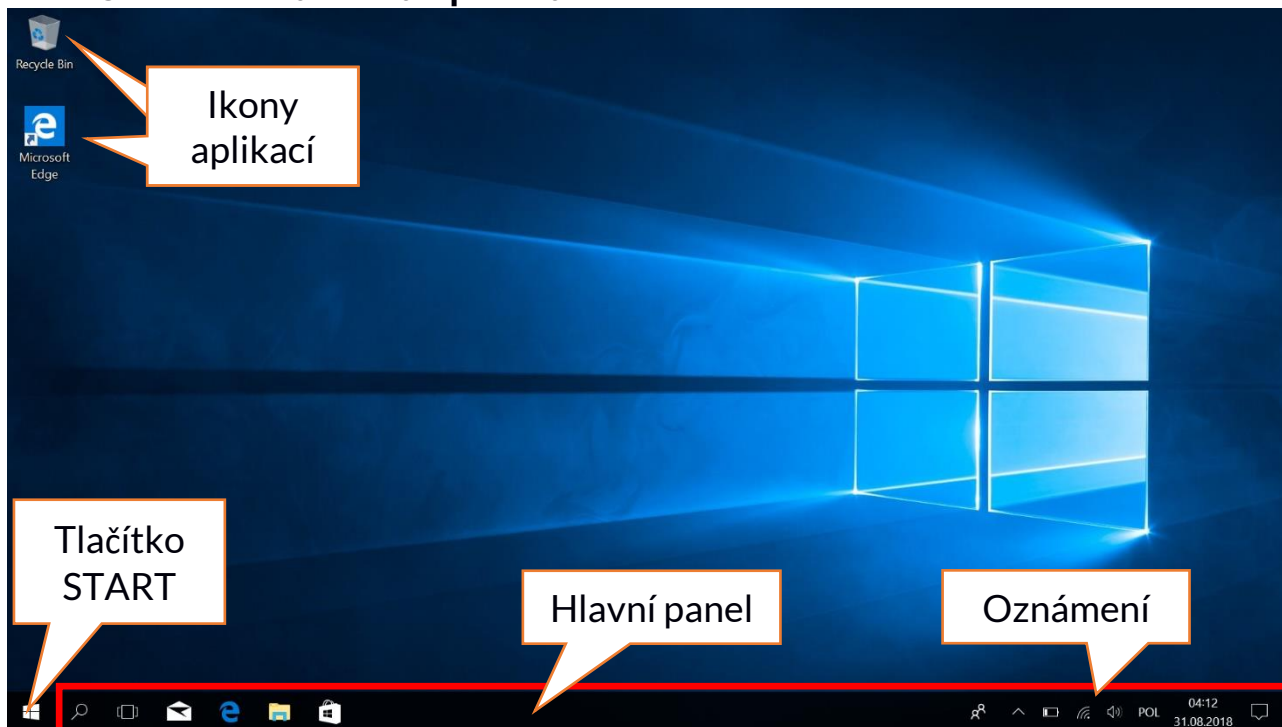 Recycle Bin
Ikony
aplikací
Microsoft
Edge
Tlačítko
START
Hlavní panel
Oznámení
POL
04:12
31.08.2018